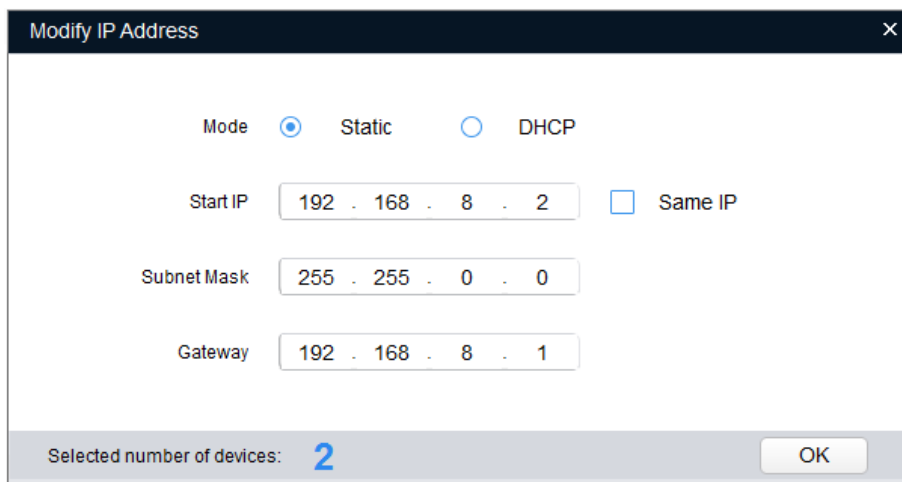 Modify IP Address ×
Mode Static DHCP
Start IP 192 . 168 . 8 . 2 Same IP
Subnet Mask 255 . 255 . 0 . 0
Gateway 192 . 168 . 8 . 1
Selected number of devices: 2 OK